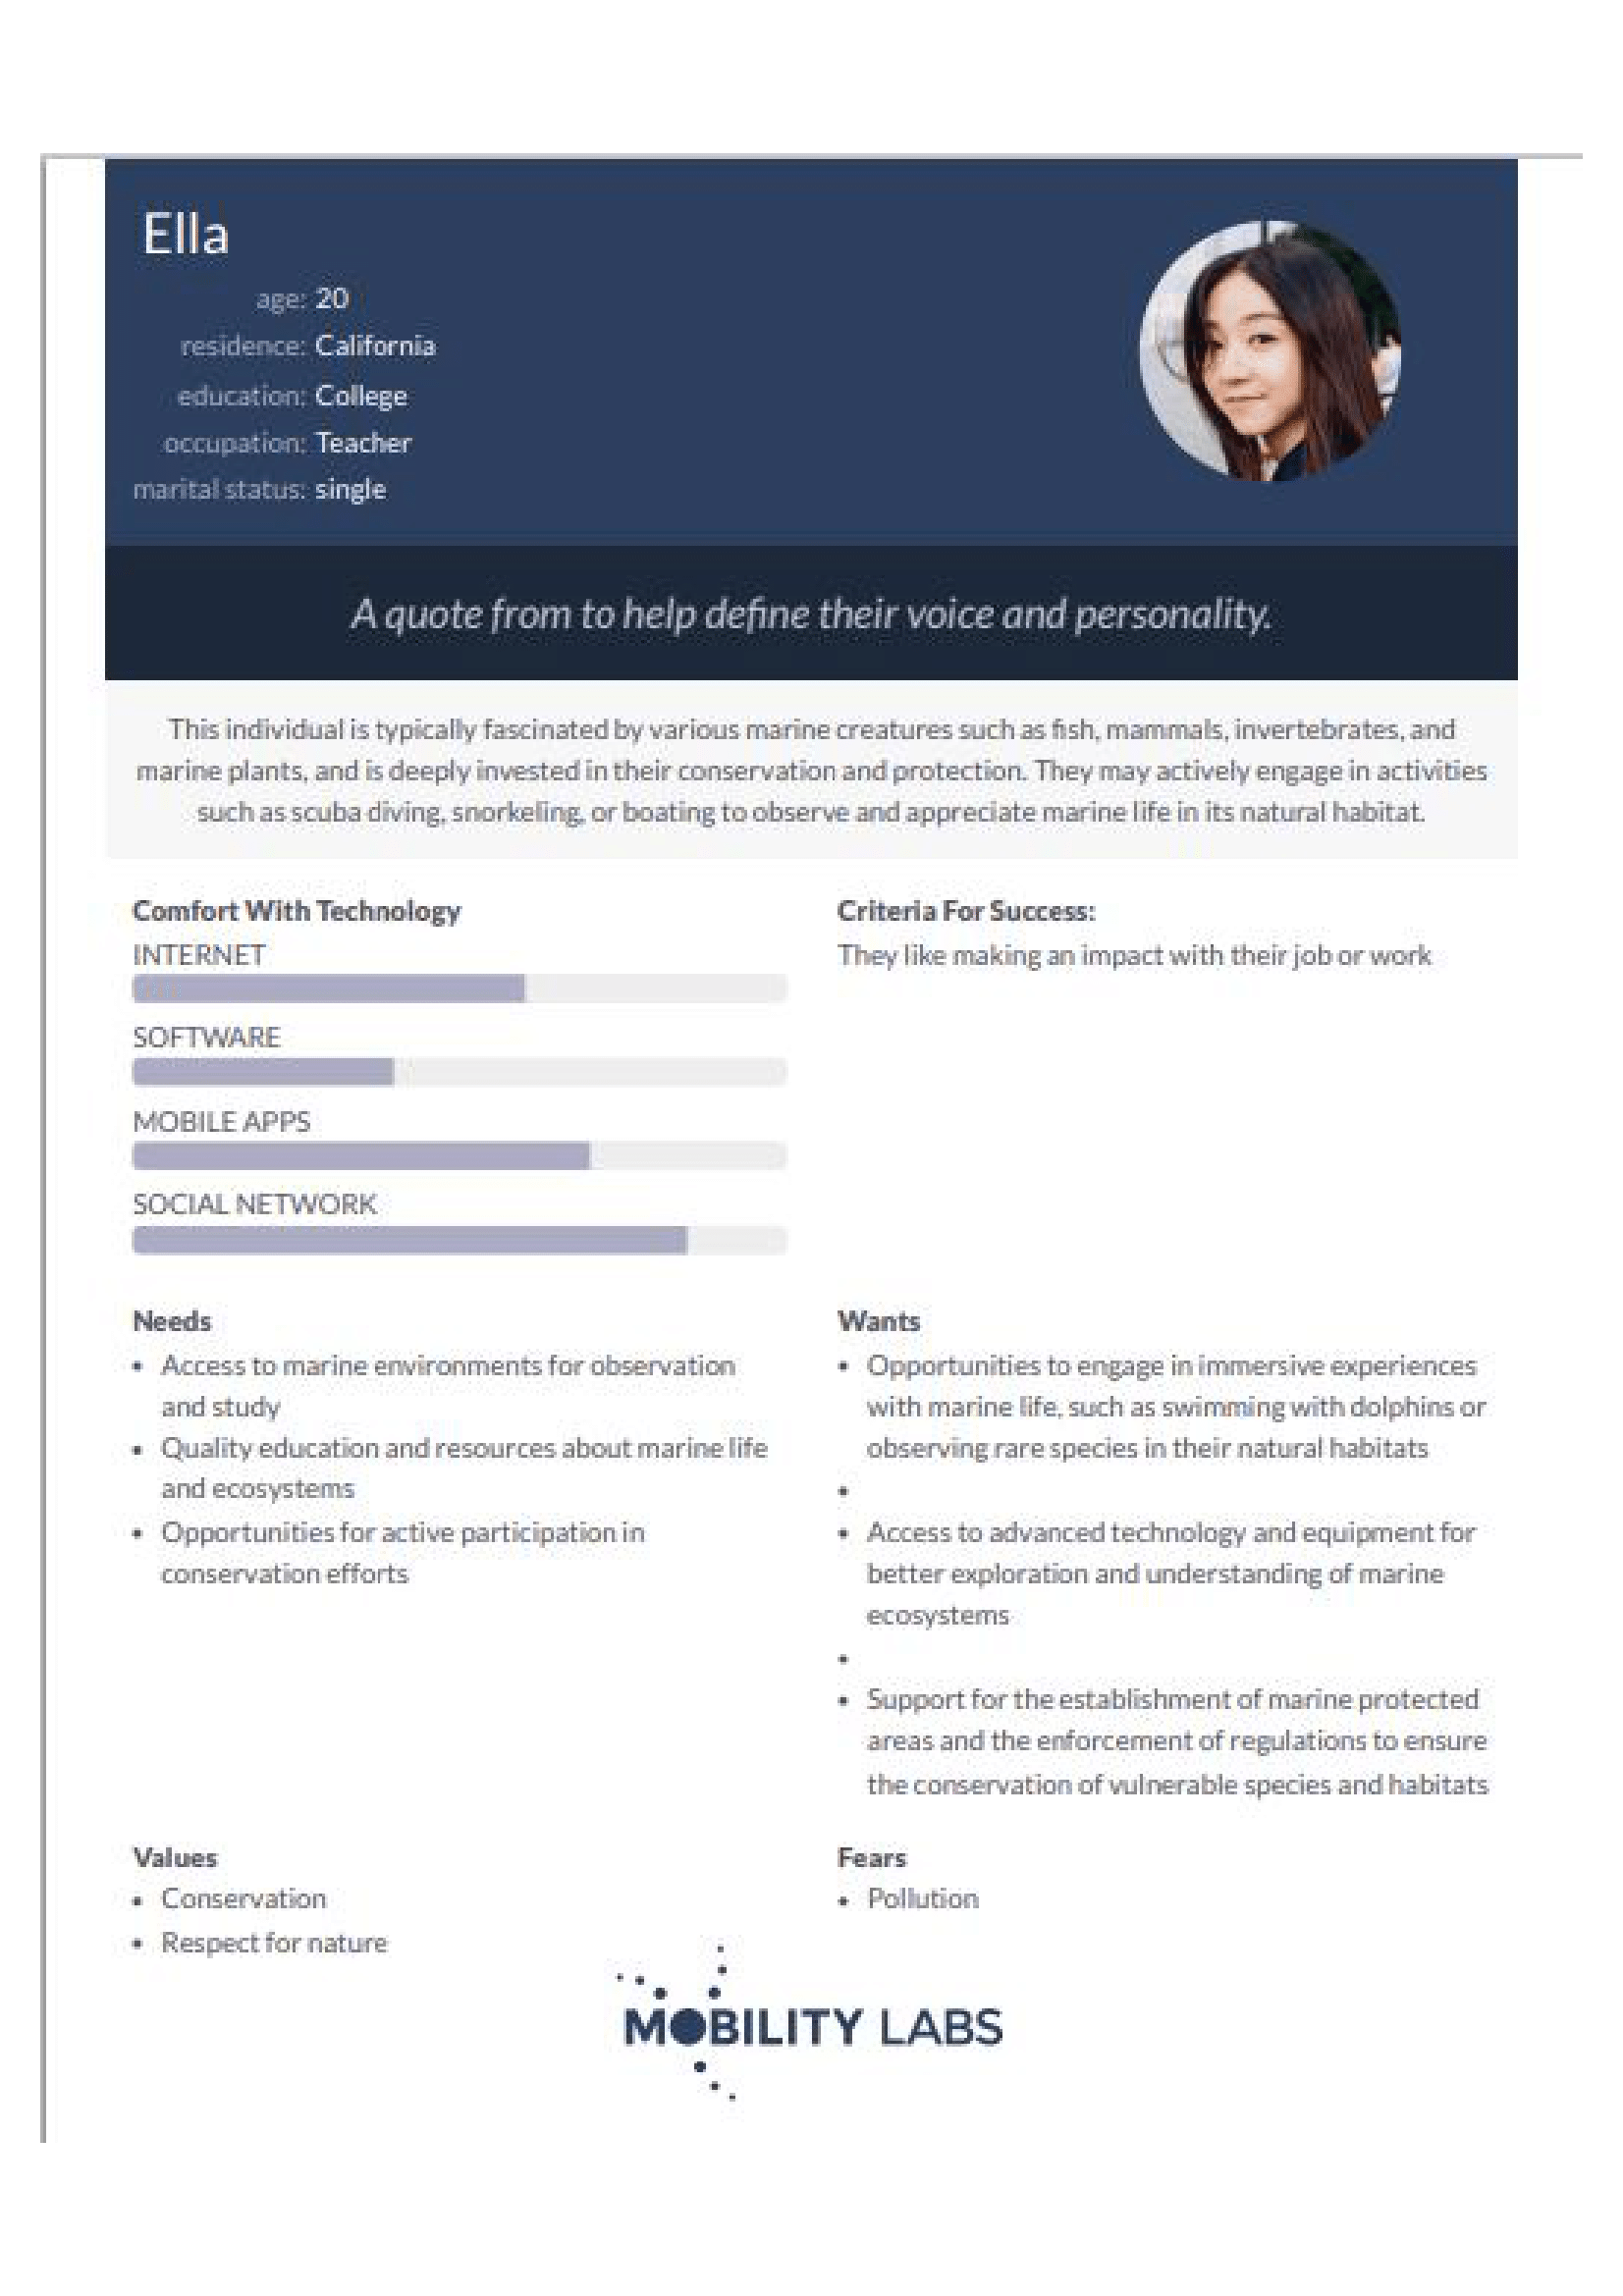 Ella
age: 20
residence: California
education: College
occupation: Teacher
marital status: single
A quote from to help define their voice and personality.
This individual is typically fascinated by various marine creatures such as fish, mammals, invertebrates, and
marine plants, and is deeply invested in their conservation and protection. They may actively engage in activities
such as scuba diving, snorkeling, or boating to observe and appreciate marine life in its natural habitat.
Comfort With Technology
INTERNET
SOFTWARE
MOBILE APPS
SOCIAL NETWORK
Criteria For Success:
They like making an impact with their job or work
Needs
• Access to marine environments for observation
and study
• Quality education and resources about marine life
and ecosystems
• Opportunities for active participation in
conservation efforts
Wants
• Opportunities to engage in immersive experiences
with marine life, such as swimming with dolphins or
observing rare species in their natural habitats
•
• Access to advanced technology and equipment for
better exploration and understanding of marine
ecosystems
•
• Support for the establishment of marine protected
areas and the enforcement of regulations to ensure
the conservation of vulnerable species and habitats
Values
• Conservation
• Respect for nature
Fears
• Pollution
MOBILITY LABS